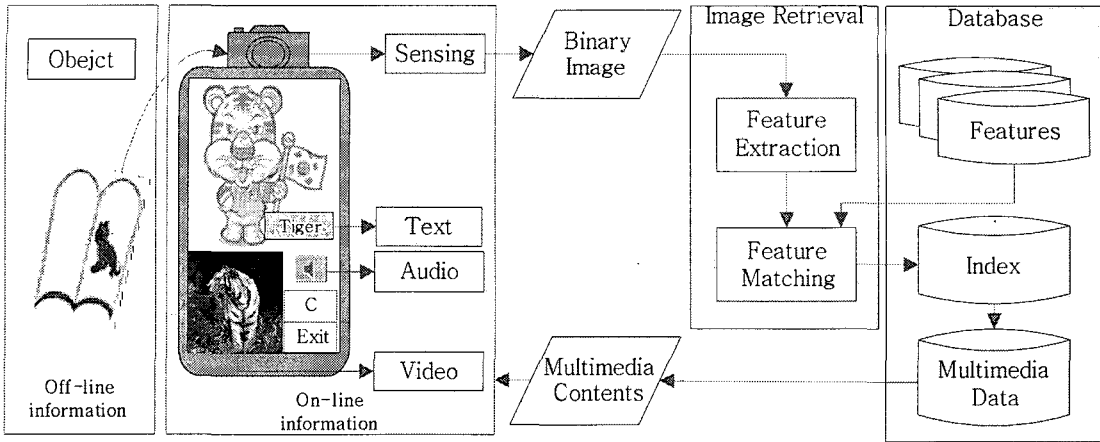 Obejct
Off-line
information
Sensing
Tiger
Text
Audio
C
Exit
Video
On-line
information
Binary
Image
Multimedia
Contents
Image Retrieval
Feature
Extraction
Feature
Matching
Database
Features
Index
Multimedia
Data